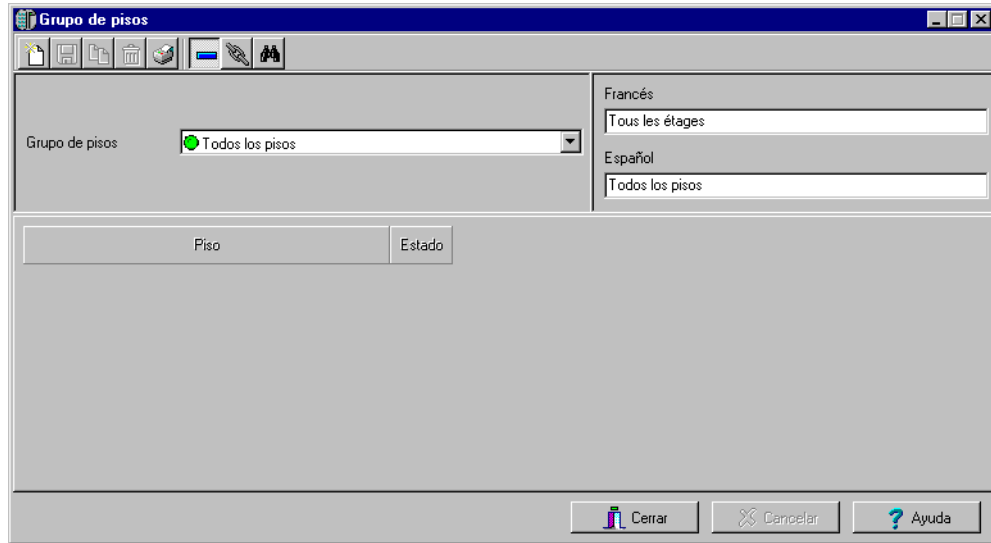 Grupo de pisos
Francés
Tous les étages
Grupo de pisos
Todos los pisos
Español
Todos los pisos
Piso
Estado
Cerrar
Cancelar
Ayuda